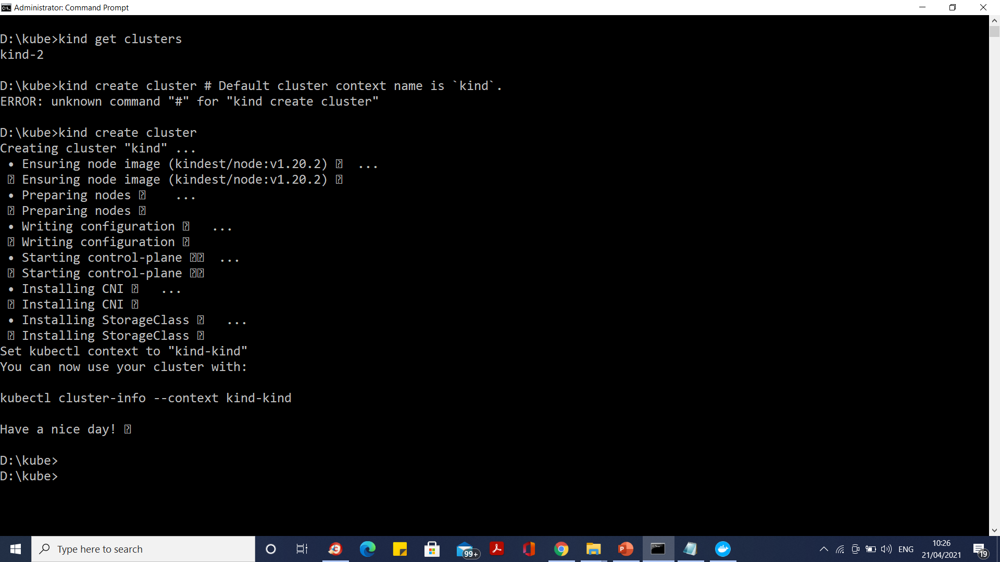 Administrator: Command Prompt
D:\kube>kind get clusters
kind-2
D:\kube>kind create cluster # Default cluster context name is `kind`.
ERROR: unknown command "#" for "kind create cluster"
D:\kube>kind create cluster
Creating cluster "kind" ...
• Ensuring node image (kindest/node:v1.20.2) ⍰  ...
⍰ Ensuring node image (kindest/node:v1.20.2) ⍰
• Preparing nodes ⍰    ...
⍰ Preparing nodes ⍰
• Writing configuration ⍰   ...
⍰ Writing configuration ⍰
• Starting control-plane ⍰⍰  ...
⍰ Starting control-plane ⍰⍰
• Installing CNI ⍰   ...
⍰ Installing CNI ⍰
• Installing StorageClass ⍰   ...
⍰ Installing StorageClass ⍰
Set kubectl context to "kind-kind"
You can now use your cluster with:
kubectl cluster-info --context kind-kind
Have a nice day! ⍰
D:\kube>
D:\kube>
Type here to search
99+
ENG
10:26
21/04/2021
19